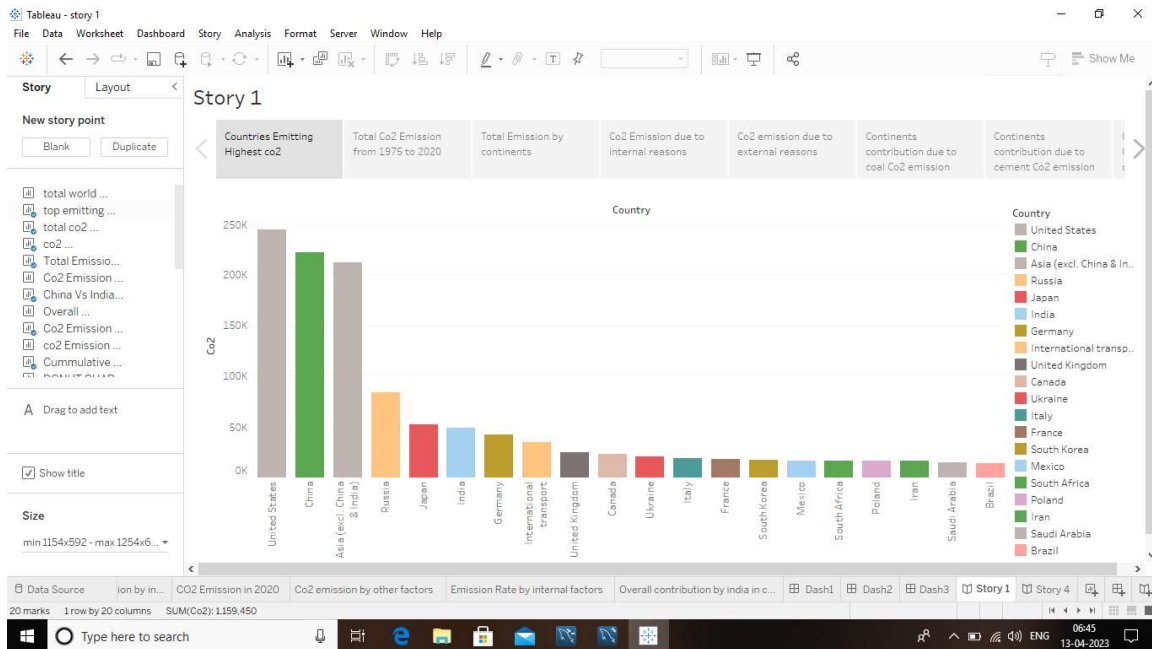 Tableau - story 1
File Data Worksheet Dashboard Story Analysis Format Server Window Help
Show Me
Story Layout
New story point
Blank Duplicate
total world ...
top emitting ...
total co2 ...
co2 ...
Total Emissio...
Co2 Emission ...
China Vs India...
Overall ...
Co2 Emission ...
co2 Emission ...
Cummulative ...
A Drag to add text
Show title
Size
min 1154x592 - max 1254x6...
Story 1
Countries Emitting
Highest co2
Total Co2 Emission
from 1975 to 2020
Total Emission by
continents
Co2 Emission due to
internal reasons
Co2 emission due to
external reasons
Continents
contribution due to
coal Co2 emission
Continents
contribution due to
cement Co2 emission
Country
Co2
250K
200K
150K
100K
50K
0K
United States
China
Asia (excl. China
& India)
Russia
Japan
India
Germany
International
transport
United Kingdom
Canada
Ukraine
Italy
France
South Korea
Mexico
South Africa
Poland
Iran
Saudi Arabia
Brazil
Country
United States
China
Asia (excl. China & In..
Russia
Japan
India
Germany
International transp..
United Kingdom
Canada
Ukraine
Italy
France
South Korea
Mexico
South Africa
Poland
Iran
Saudi Arabia
Brazil
Data Source ion by in... CO2 Emission in 2020 Co2 emission by other factors Emission Rate by internal factors Overall contribution by india in c... Dash1 Dash2 Dash3 Story 1 Story 4
20 marks 1 row by 20 columns SUM(Co2): 1,159,450
Type here to search
ENG
06:45
13-04-2023